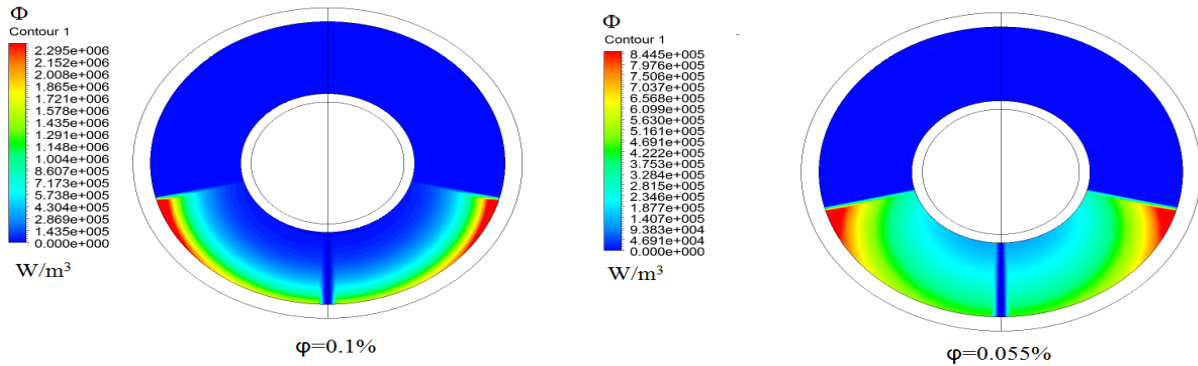 Φ
Contour 1
2.295e+006
2.152e+006
2.008e+006
1.865e+006
1.721e+006
1.578e+006
1.435e+006
1.291e+006
1.148e+006
1.004e+006
8.607e+005
7.173e+005
5.738e+005
4.304e+005
2.869e+005
1.435e+005
0.000e+000
W/m³
φ=0.1%
Φ
Contour 1
8.445e+005
7.976e+005
7.506e+005
7.037e+005
6.568e+005
6.099e+005
5.630e+005
5.161e+005
4.222e+005
3.753e+005
3.284e+005
2.815e+005
2.346e+005
1.877e+005
1.407e+005
9.383e+004
4.691e+004
0.000e+000
W/m³
φ=0.055%